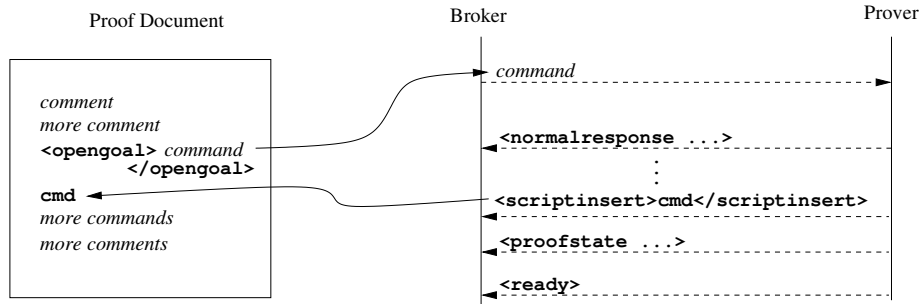 Proof Document
Broker
Prover
comment
more comment
<opengoal> command
</opengoal>
cmd
more commands
more comments
command
<normalresponse ...>
<scriptinsert>cmd</scriptinsert>
<proofstate ...>
<ready>